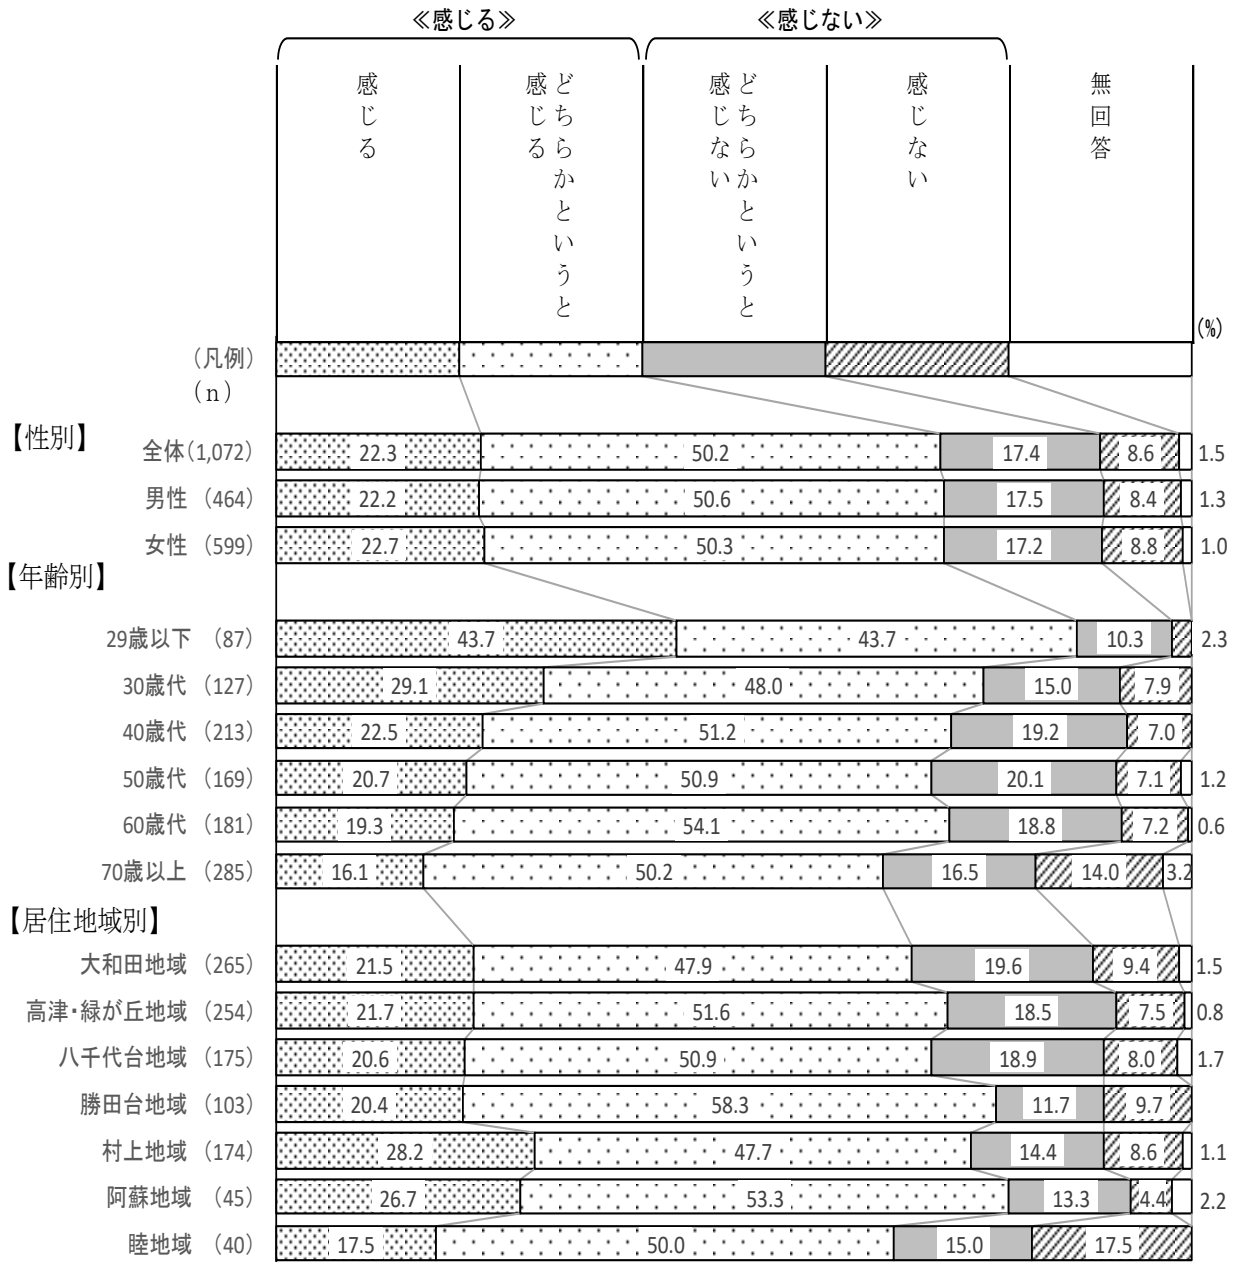 ≪感じる≫ ≪感じない≫
感じる
どちらかというと
感じる
どちらかというと
感じない
感じない
無回答
(%)
(凡例)
(n)
【性別】
全体(1,072) 22.3 50.2 17.4 8.6 1.5
男性 (464) 22.2 50.6 17.5 8.4 1.3
女性 (599) 22.7 50.3 17.2 8.8 1.0
【年齢別】
29歳以下 (87) 43.7 43.7 10.3 2.3
30歳代 (127) 29.1 48.0 15.0 7.9
40歳代 (213) 22.5 51.2 19.2 7.0
50歳代 (169) 20.7 50.9 20.1 7.1 1.2
60歳代 (181) 19.3 54.1 18.8 7.2 0.6
70歳以上 (285) 16.1 50.2 16.5 14.0 3.2
【居住地域別】
大和田地域 (265) 21.5 47.9 19.6 9.4 1.5
高津・緑が丘地域 (254) 21.7 51.6 18.5 7.5 0.8
八千代台地域 (175) 20.6 50.9 18.9 8.0 1.7
勝田台地域 (103) 20.4 58.3 11.7 9.7
村上地域 (174) 28.2 47.7 14.4 8.6 1.1
阿蘇地域 (45) 26.7 53.3 13.3 4.4 2.2
睦地域 (40) 17.5 50.0 15.0 17.5